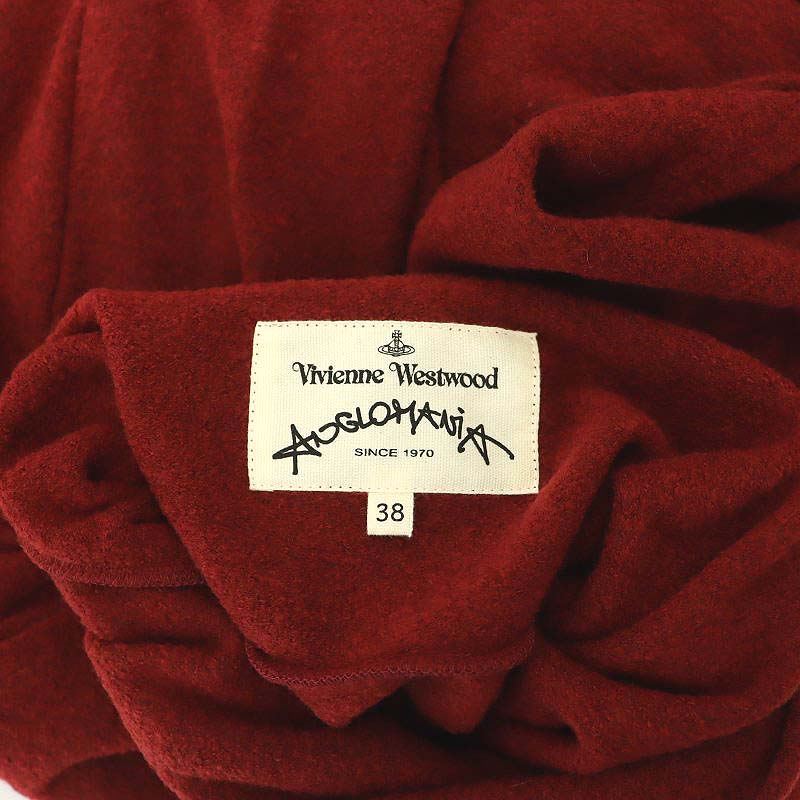 Vivienne Westwood
ANGLOMANiA
SINCE 1970
38